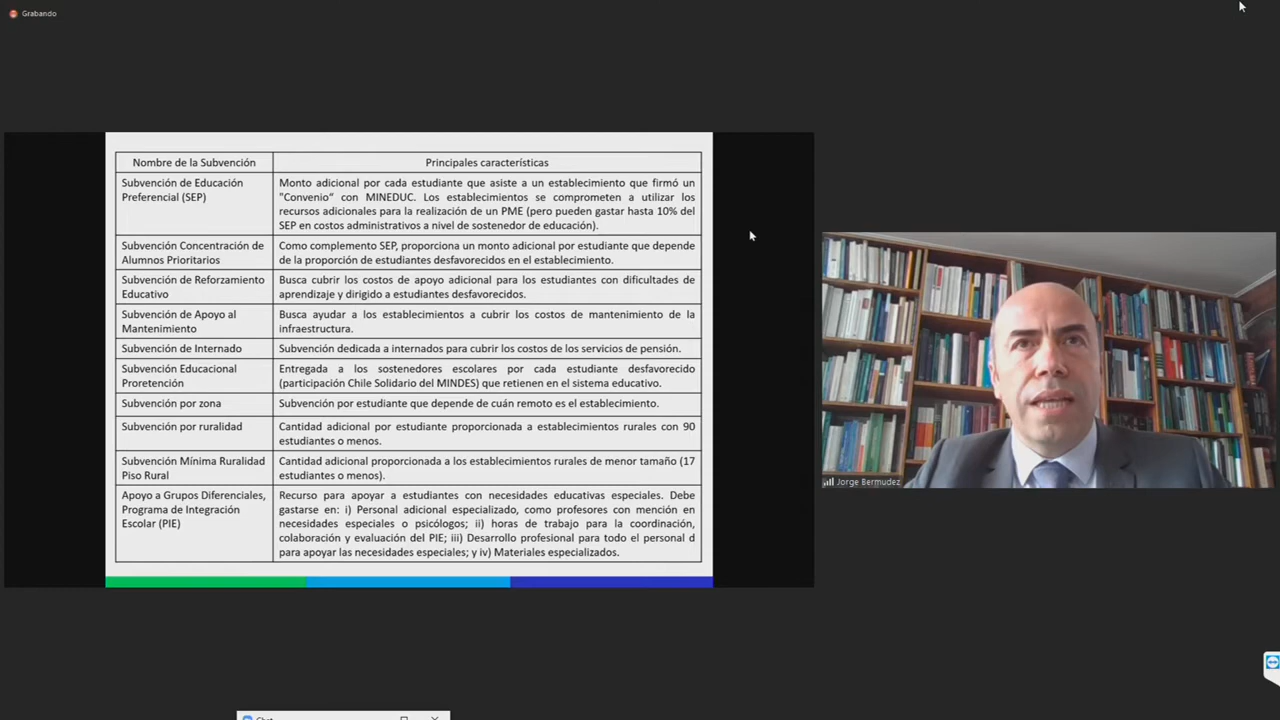 Grabando
Nombre de la Subvención
Principales características
Subvención de Educación
Preferencial (SEP)
Monto adicional por cada estudiante que asiste a un establecimiento que firmó un
"Convenio“ con MINEDUC. Los establecimientos se comprometen a utilizar los
recursos adicionales para la realización de un PME (pero pueden gastar hasta 10% del
SEP en costos administrativos a nivel de sostenedor de educación).
Subvención Concentración de
Alumnos Prioritarios
Como complemento SEP, proporciona un monto adicional por estudiante que depende
de la proporción de estudiantes desfavorecidos en el establecimiento.
Subvención de Reforzamiento
Educativo
Busca cubrir los costos de apoyo adicional para los estudiantes con dificultades de
aprendizaje y dirigido a estudiantes desfavorecidos.
Subvención de Apoyo al
Mantenimiento
Busca ayudar a los establecimientos a cubrir los costos de mantenimiento de la
infraestructura.
Subvención de Internado
Subvención dedicada a internados para cubrir los costos de los servicios de pensión.
Subvención Educacional
Proretención
Entregada a los sostenedores escolares por cada estudiante desfavorecido
(participación Chile Solidario del MINDES) que retienen en el sistema educativo.
Subvención por zona
Subvención por estudiante que depende de cuán remoto es el establecimiento.
Subvención por ruralidad
Cantidad adicional por estudiante proporcionada a establecimientos rurales con 90
estudiantes o menos.
Subvención Mínima Ruralidad
Piso Rural
Cantidad adicional proporcionada a los establecimientos rurales de menor tamaño (17
estudiantes o menos).
Apoyo a Grupos Diferenciales,
Programa de Integración
Escolar (PIE)
Recurso para apoyar a estudiantes con necesidades educativas especiales. Debe
gastarse en: i) Personal adicional especializado, como profesores con mención en
necesidades especiales o psicólogos; ii) horas de trabajo para la coordinación,
colaboración y evaluación del PIE; iii) Desarrollo profesional para todo el personal d
para apoyar las necesidades especiales; y iv) Materiales especializados.
Jorge Bermudez